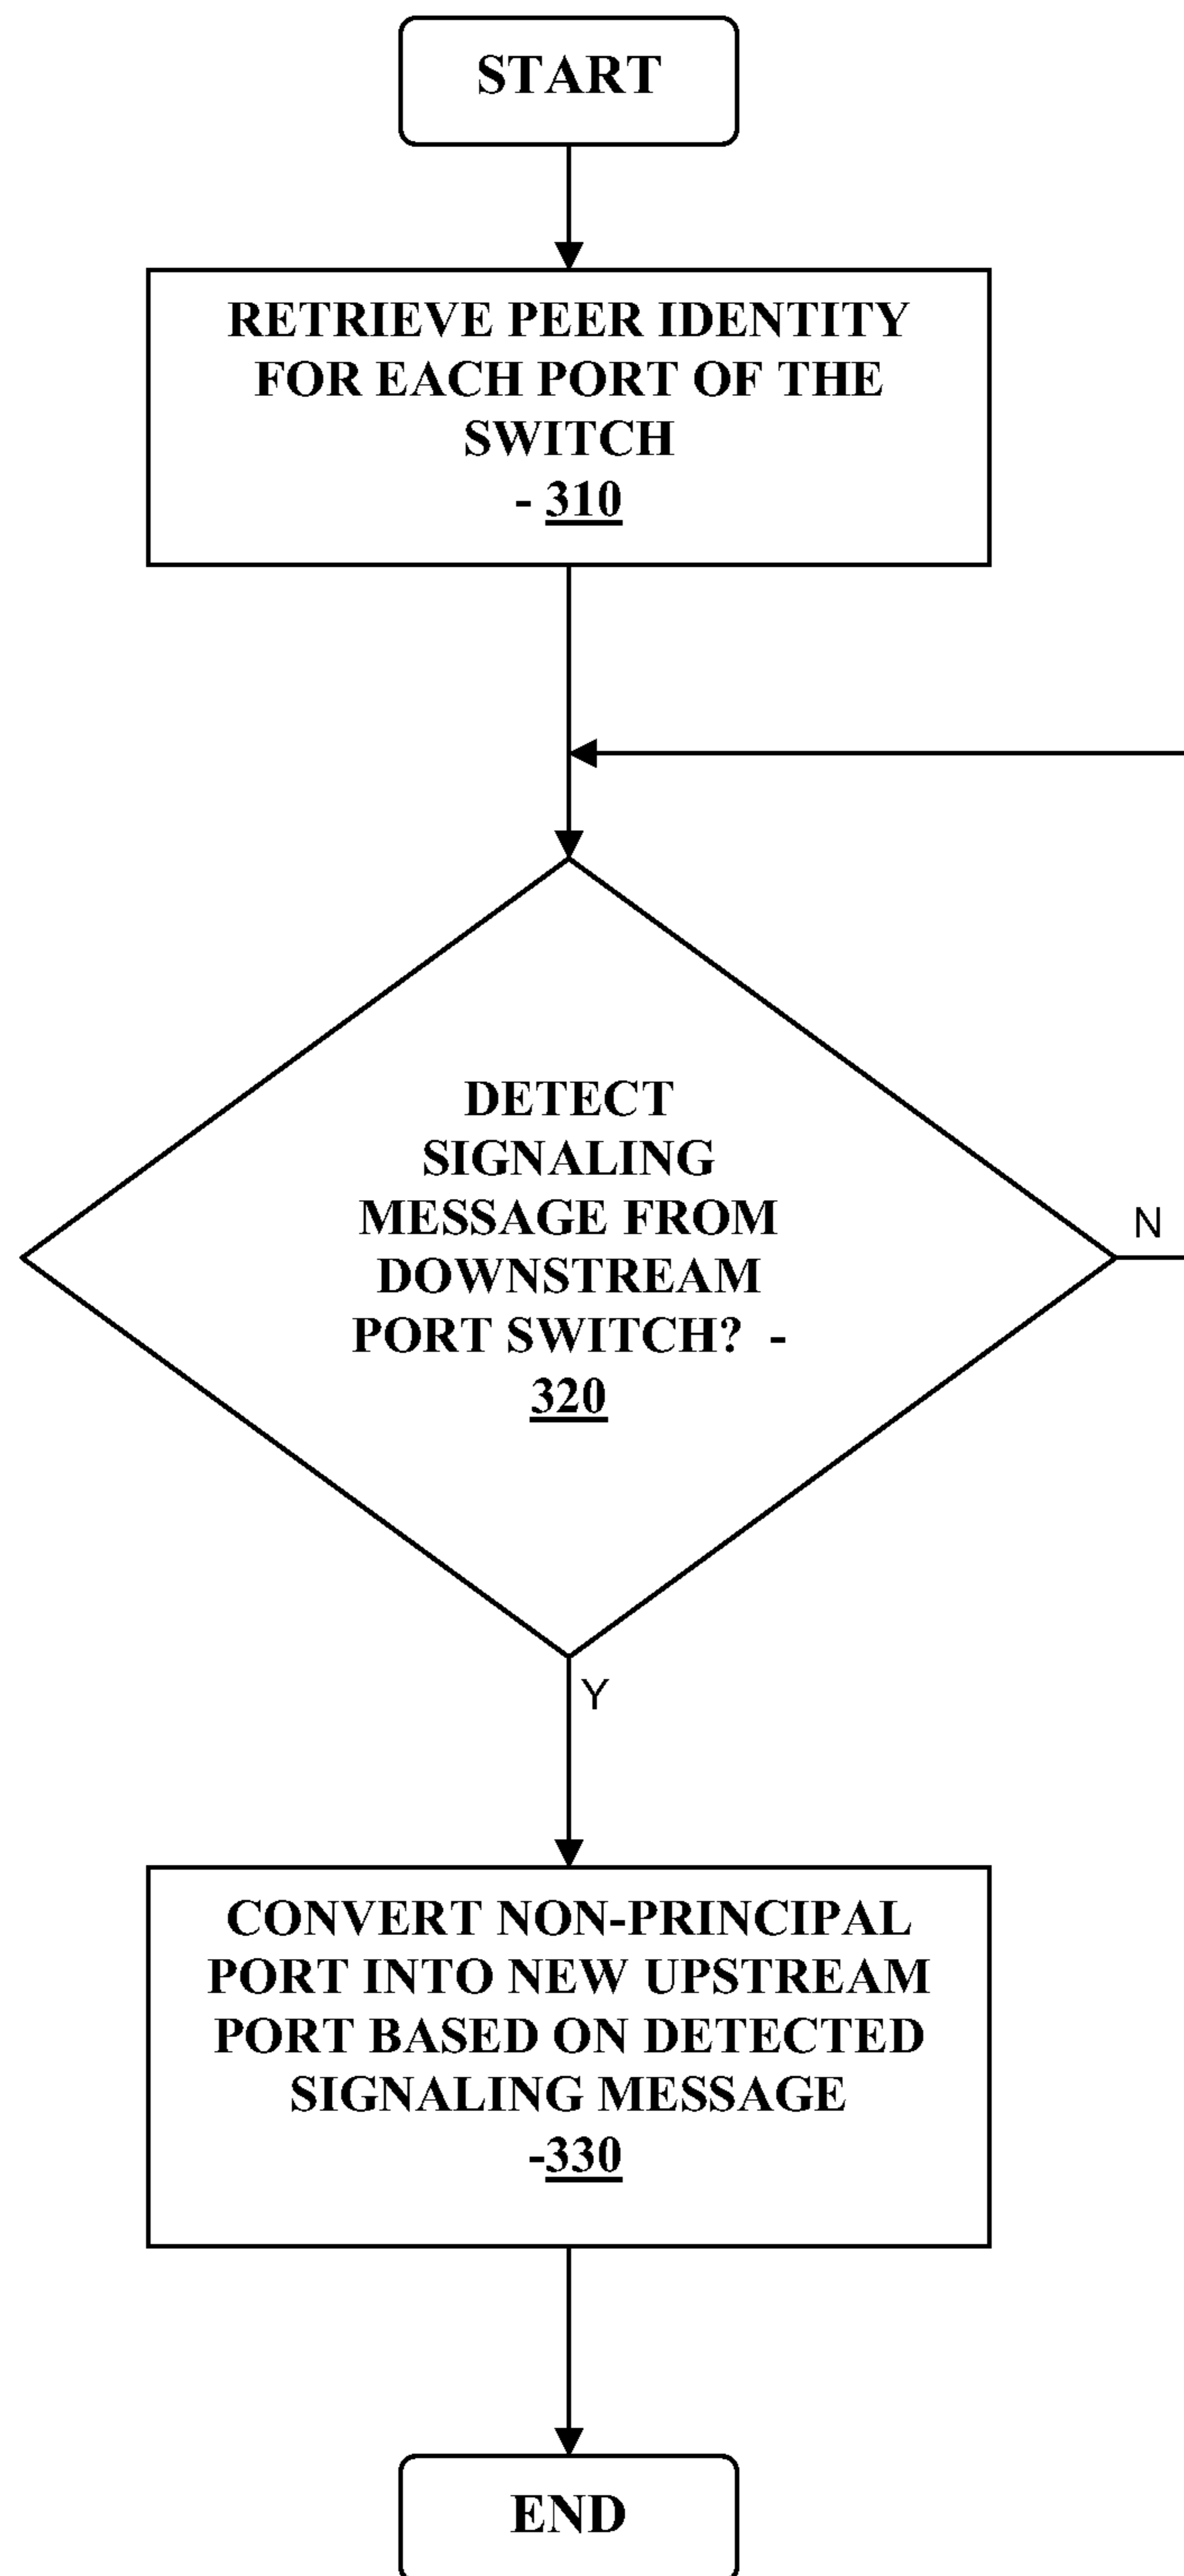 START
RETRIEVE PEER IDENTITY
FOR EACH PORT OF THE
SWITCH
- 310
DETECT
SIGNALING
MESSAGE FROM
DOWNSTREAM
PORT SWITCH? -
320
N
Y
CONVERT NON-PRINCIPAL
PORT INTO NEW UPSTREAM
PORT BASED ON DETECTED
SIGNALING MESSAGE
-330
END